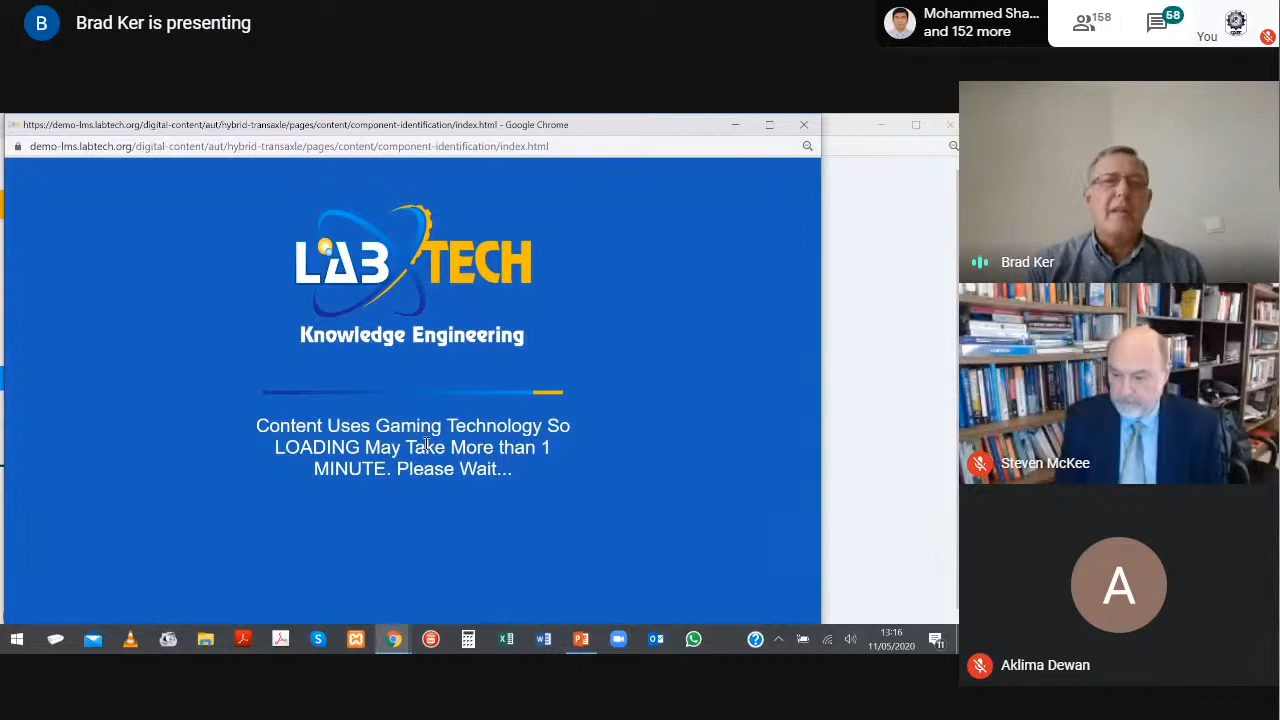 B
Brad Ker is presenting
Mohammed Sha...
and 152 more
158
58
You
https://demo-lms.labtech.org/digital-content/aut/hybrid-transaxle/pages/content/component-identification/index.html - Google Chrome
demo-lms.labtech.org/digital-content/aut/hybrid-transaxle/pages/content/component-identification/index.html
LAB TECH
Knowledge Engineering
Content Uses Gaming Technology So
LOADING May Take More than 1
MINUTE. Please Wait...
Brad Ker
Steven McKee
A
Aklima Dewan
13:16
11/05/2020
11